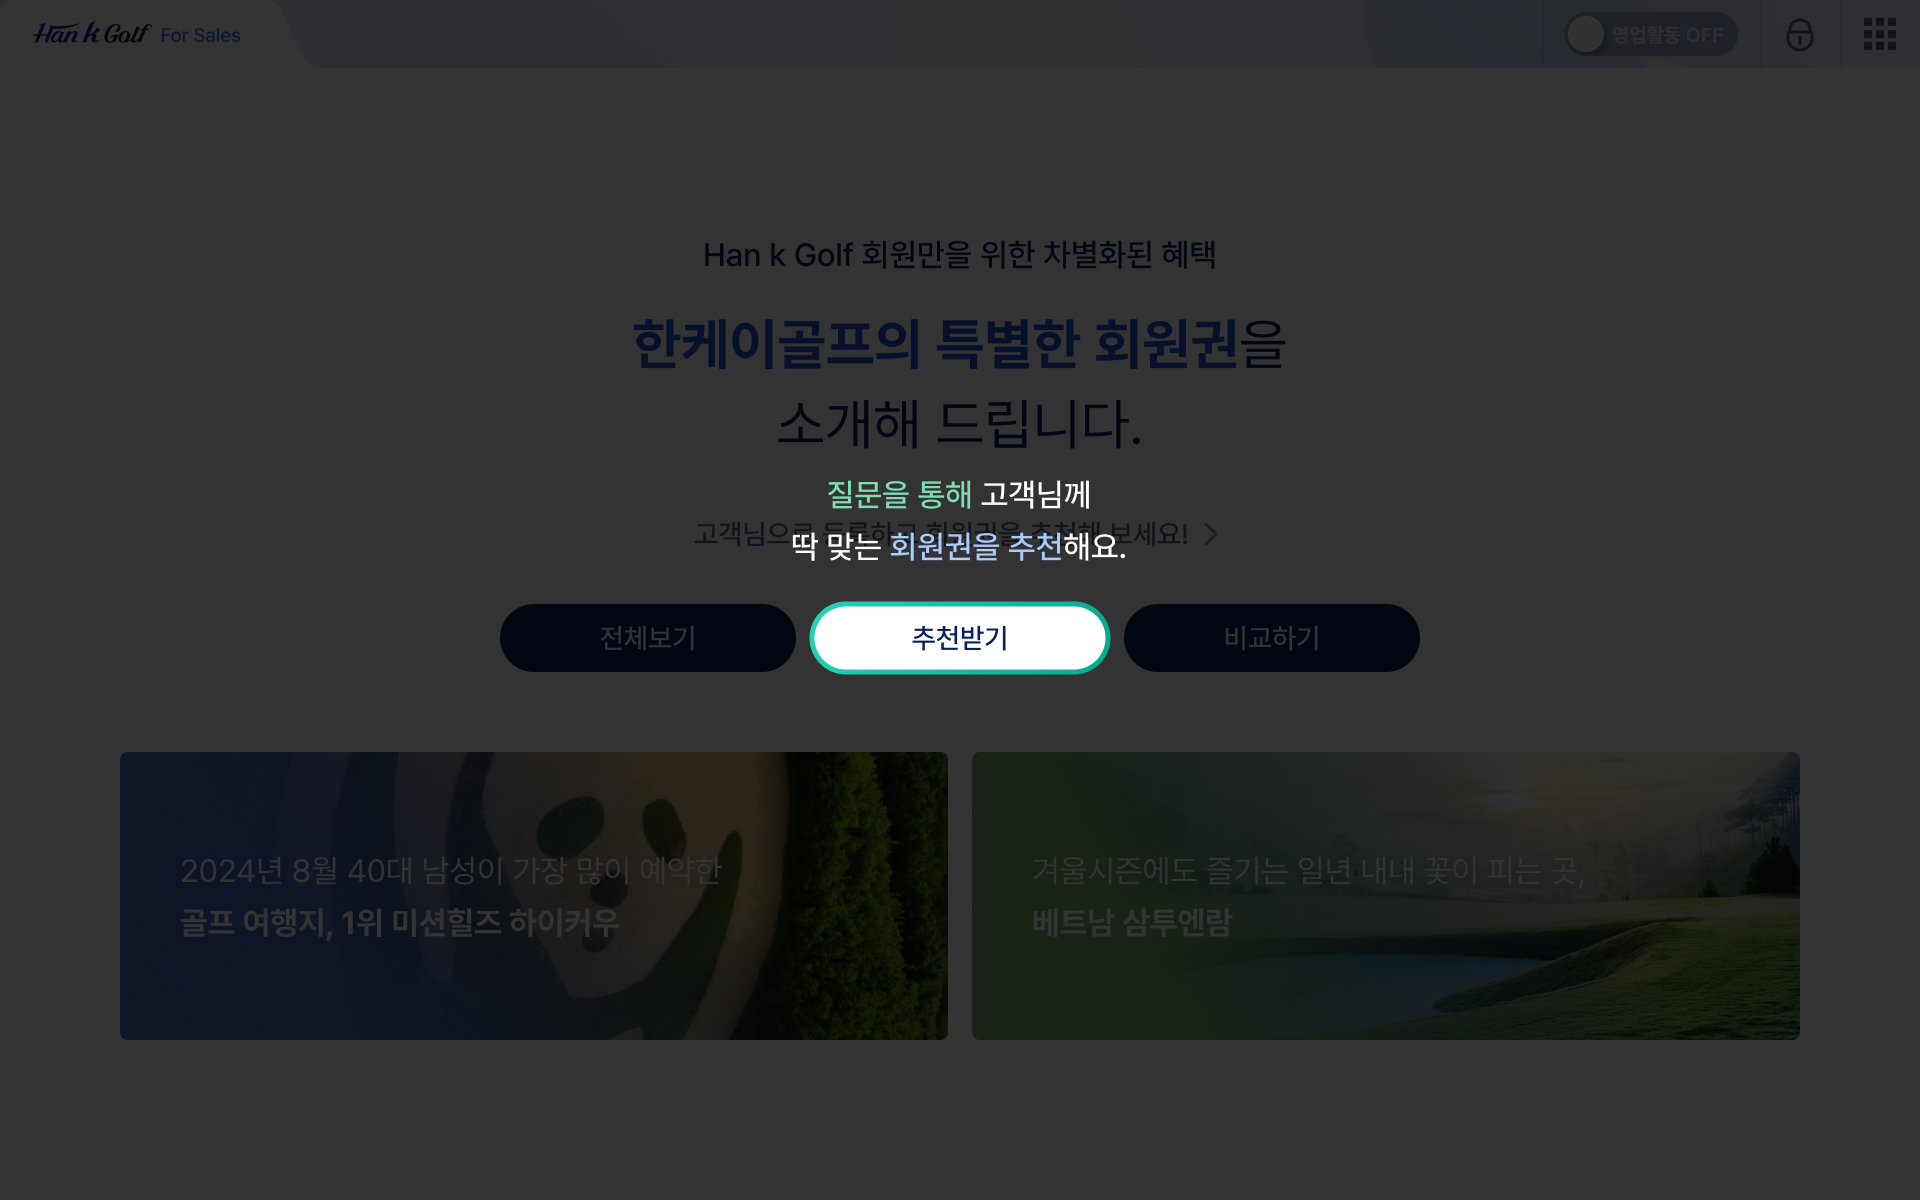 Han k Golf For Sales
영업활동 OFF
Han k Golf 회원만을 위한 차별화된 혜택
한케이골프의 특별한 회원권을
소개해 드립니다.
질문을 통해 고객님께
고객님으로 등록하고 회원권을 추천해 보세요!
딱 맞는 회원권을 추천해요.
전체보기
추천받기
비교하기
2024년 8월 40대 남성이 가장 많이 예약한
골프 여행지, 1위 미션힐즈 하이커우
겨울시즌에도 즐기는 일년 내내 꽃이 피는 곳,
베트남 삼투엔람